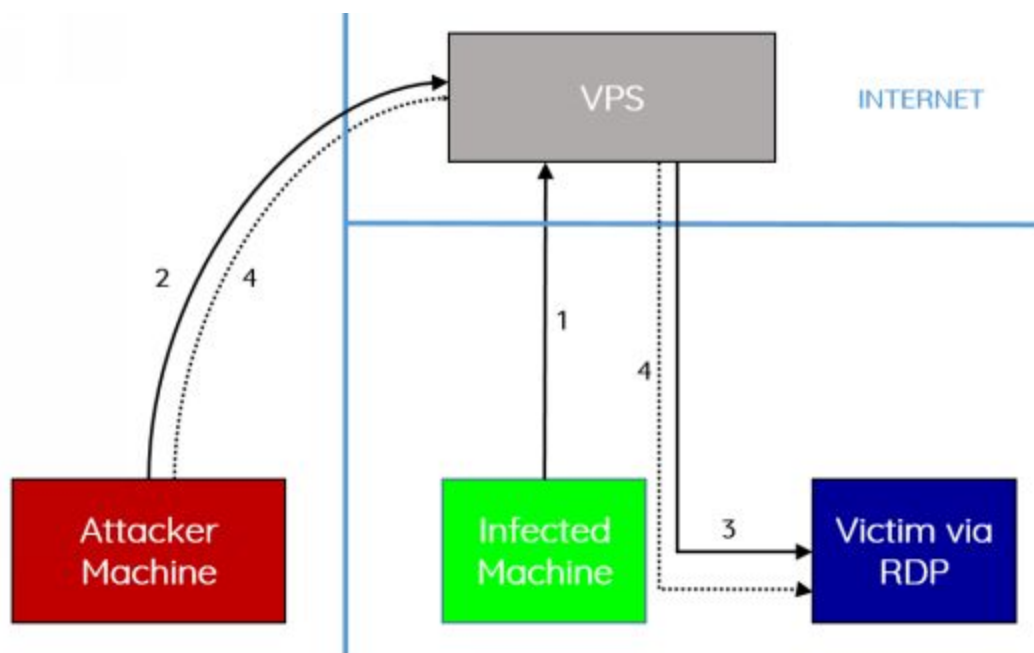 VPS
INTERNET
2
4
1
4
3
Attacker
Machine
Infected
Machine
Victim via
RDP